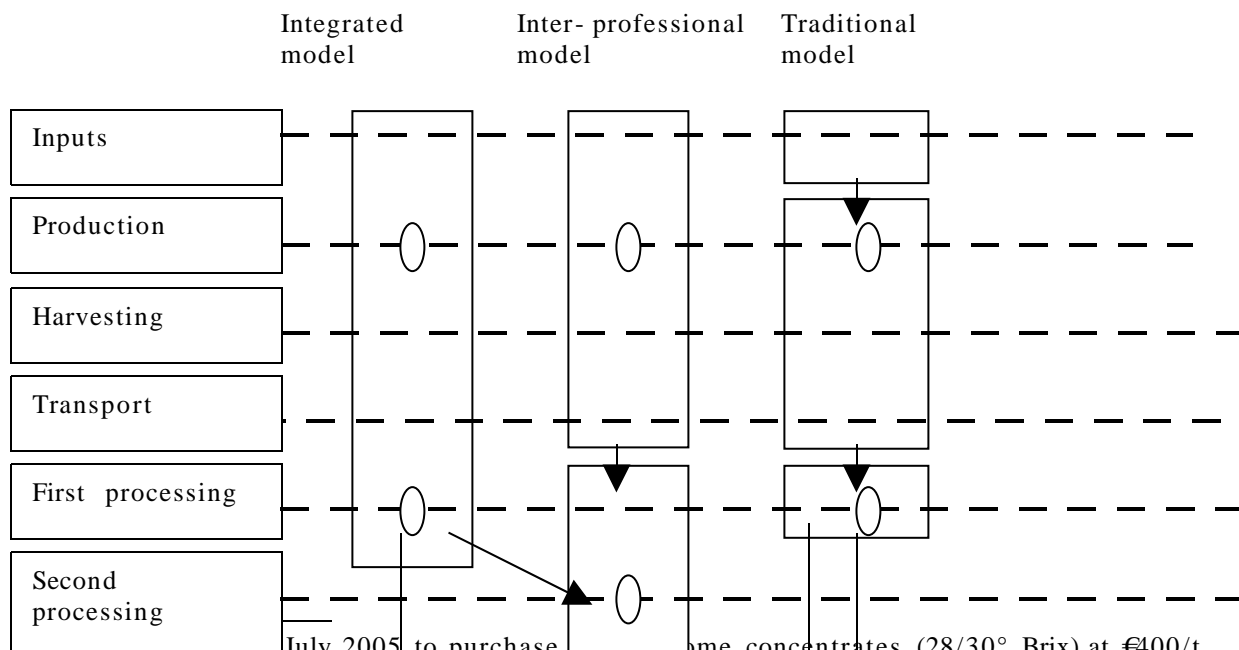 Integrated
model
Inter- professional
model
Traditional
model
Inputs
Production
Harvesting
Transport
First processing
Second
processing
July 2005 to purchase ome concentrates (28/30° Brix) at €400/t